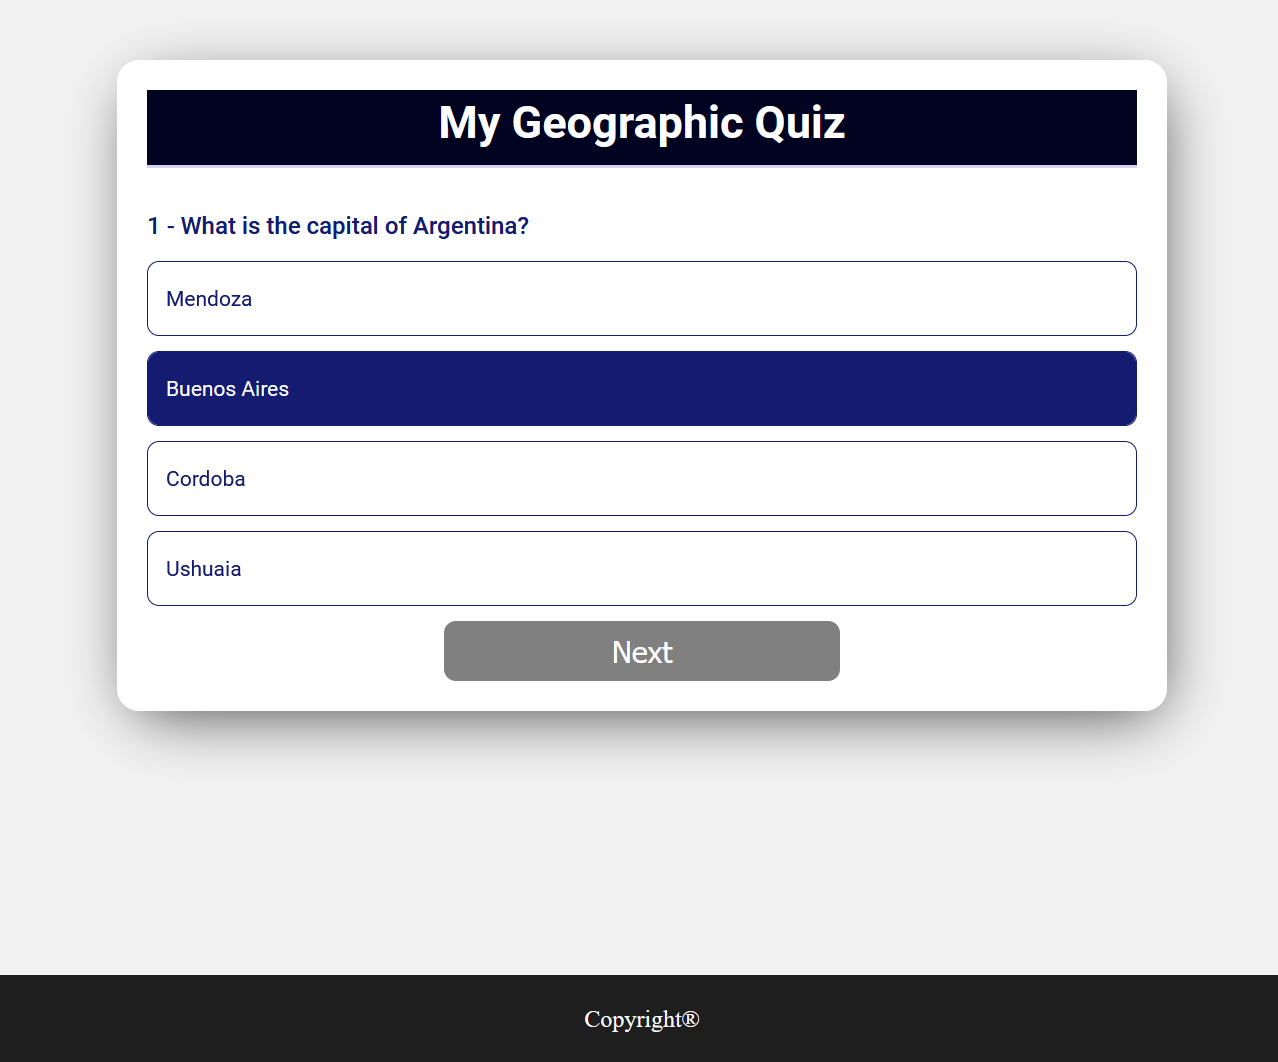 My Geographic Quiz
1 - What is the capital of Argentina?
Mendoza
Buenos Aires
Cordoba
Ushuaia
Next
Copyright®